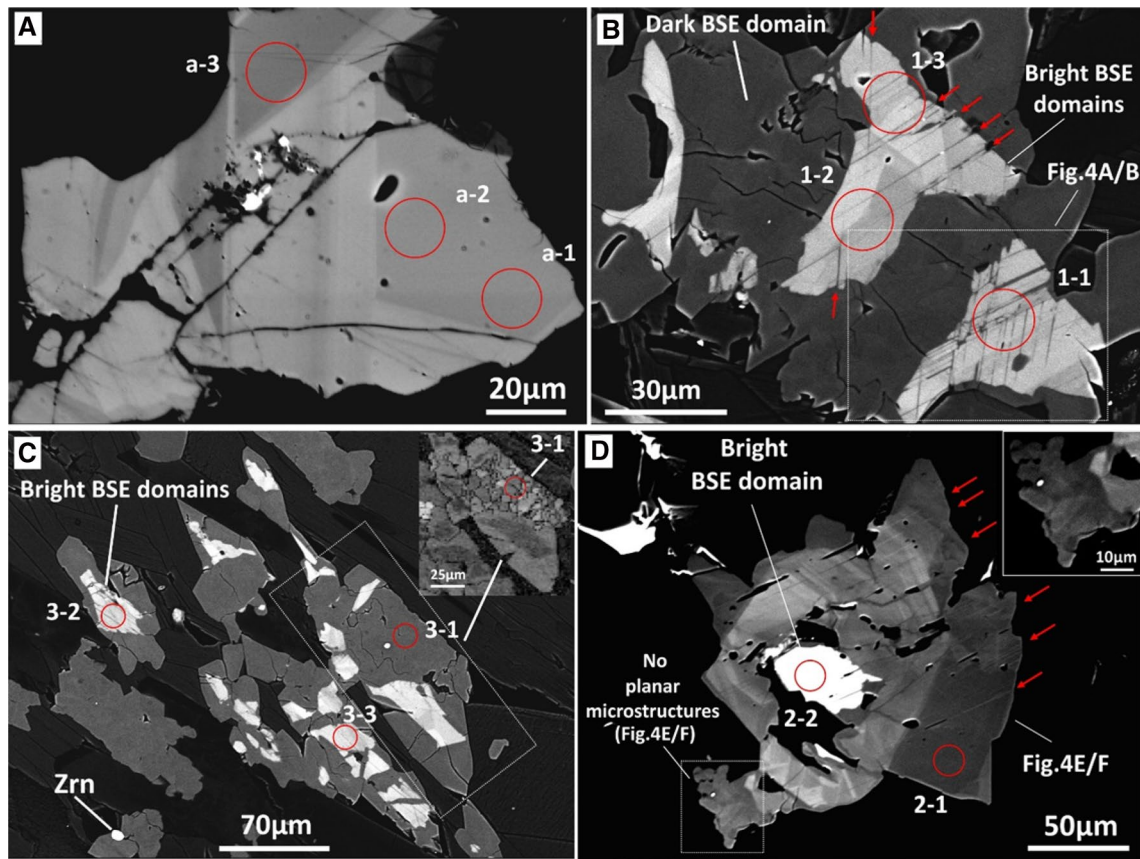 A
a-3
a-2
a-1
20μm
B
Dark BSE domain
1-3
Bright BSE
domains
1-2
Fig.4A/B
1-1
30μm
C
Bright BSE domains
3-1
25μm
3-2
3-1
3-3
Zrn
70μm
D
Bright
BSE domain
10μm
No
planar
microstructures
(Fig.4E/F)
2-2
Fig.4E/F
2-1
50μm